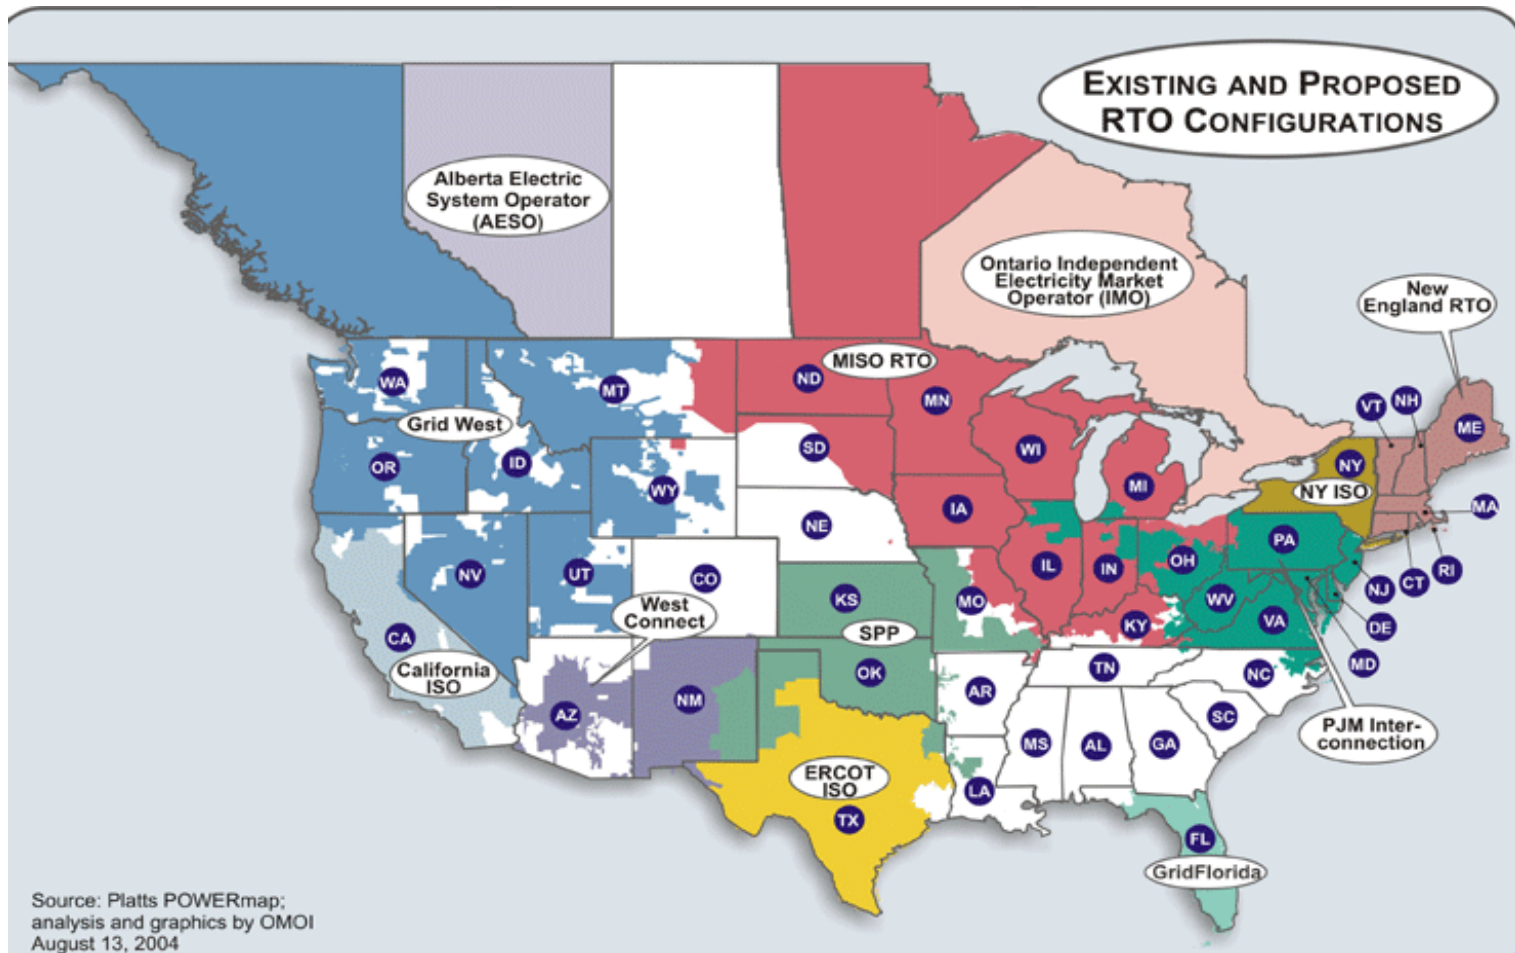 EXISTING AND PROPOSED
RTO CONFIGURATIONS
Alberta Electric
System Operator
(AESO)
Ontario Independent
Electricity Market
Operator (IMO)
New
England RTO
MISO RTO
WA
MT
ND
MN
VT
NH
ME
Grid West
OR
ID
SD
WI
MI
NY
NY ISO
WY
NE
IA
MA
PA
NV
UT
CO
KS
MO
IL
IN
OH
WV
VA
KY
NJ
CT
RI
DE
MD
West
Connect
SPP
CA
California
ISO
AZ
NM
OK
AR
TN
NC
SC
MS
AL
GA
PJM Inter-
connection
ERCOT
ISO
TX
LA
FL
GridFlorida
Source: Platts POWERmap;
analysis and graphics by OMOI
August 13, 2004